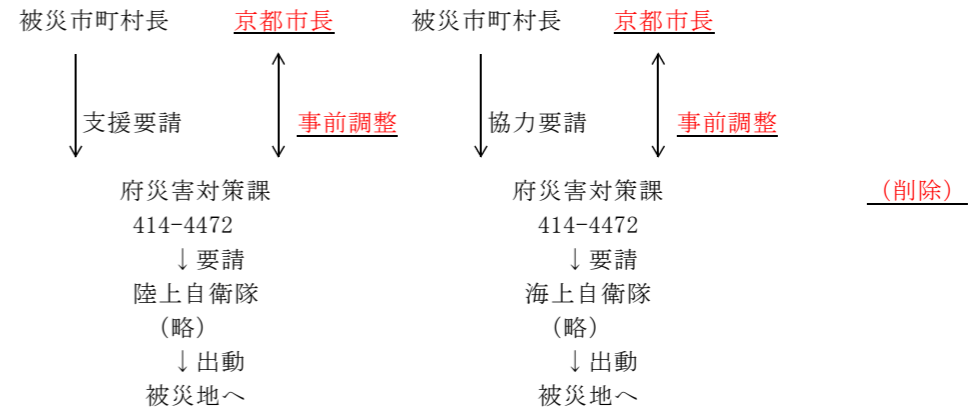 被災市町村長 京都市長 被災市町村長 京都市長
支援要請 事前調整 協力要請 事前調整
府災害対策課 府災害対策課 （削除）
414-4472 414-4472
↓要請 ↓要請
陸上自衛隊 海上自衛隊
（略） （略）
↓出動 ↓出動
被災地へ 被災地へ